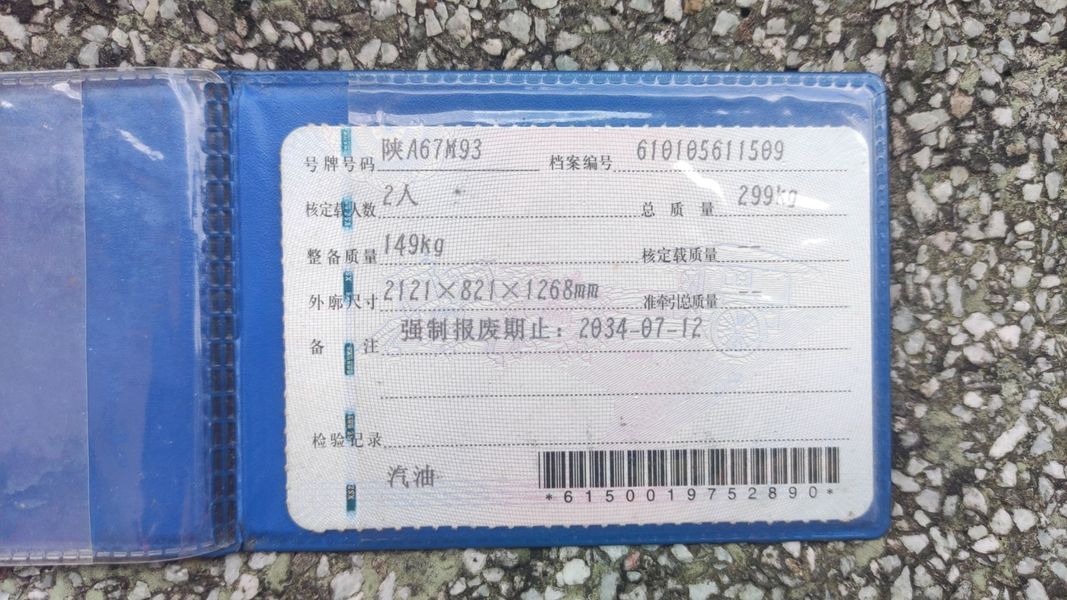 号牌号码 陕A67M93 档案编号 610105611509
核定载人数 2人 总质量 299kg
整备质量 149kg 核定载质量 --
外廓尺寸 2121×821×1268mm 准牵引总质量 --
备注 强制报废期止：2034-07-12
检验记录
汽油
*6150019752890*